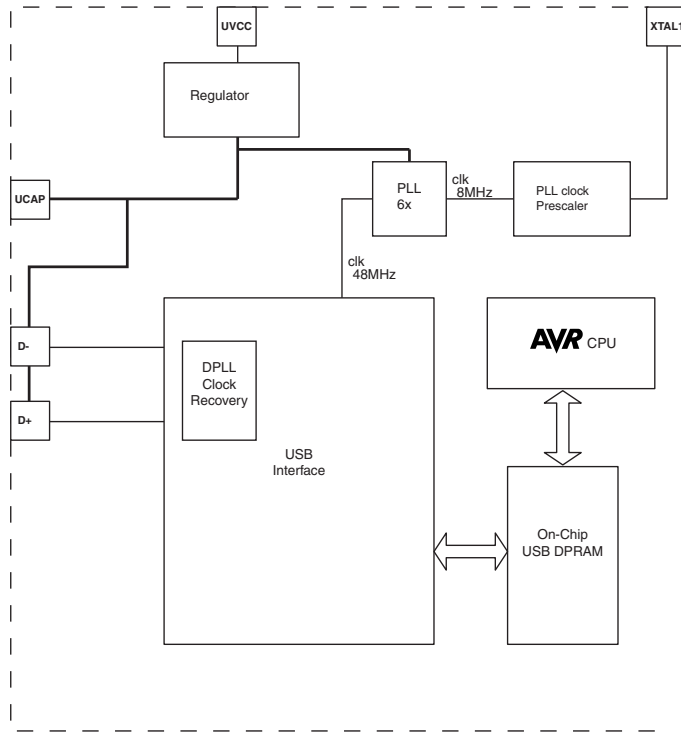 UVCC
XTAL1
Regulator
UCAP
PLL
6x
clk
8MHz
PLL clock
Prescaler
clk
48MHz
D-
DPLL
Clock
Recovery
AVR CPU
D+
USB
Interface
On-Chip
USB DPRAM